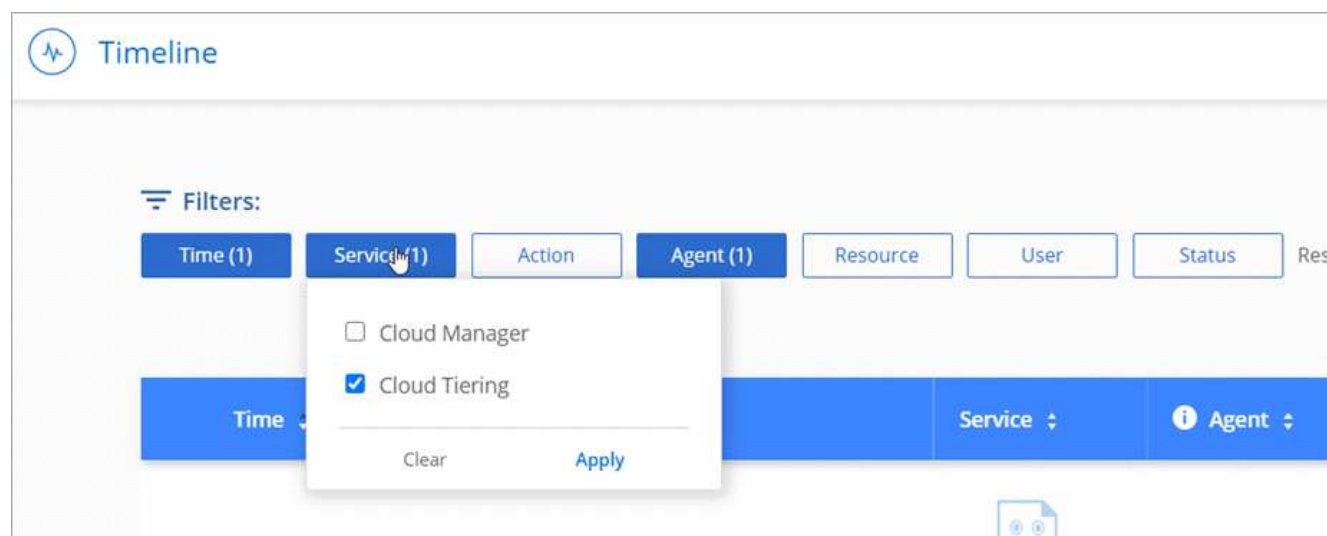 Timeline
Filters:
Time (1) Service (1) Action Agent (1) Resource User Status Res
Cloud Manager
Cloud Tiering
Time Service Agent
Clear Apply